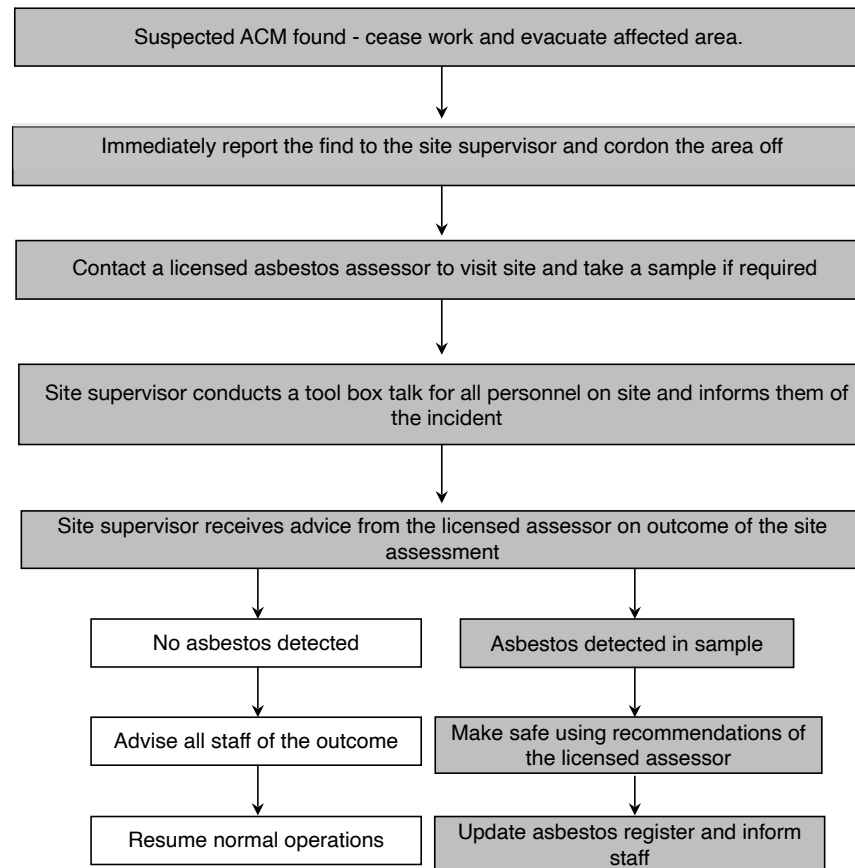 Suspected ACM found - cease work and evacuate affected area.
Immediately report the find to the site supervisor and cordon the area off
Contact a licensed asbestos assessor to visit site and take a sample if required
Site supervisor conducts a tool box talk for all personnel on site and informs them of
the incident
Site supervisor receives advice from the licensed assessor on outcome of the site
assessment
No asbestos detected
Asbestos detected in sample
Advise all staff of the outcome
Make safe using recommendations of
the licensed assessor
Resume normal operations
Update asbestos register and inform
staff